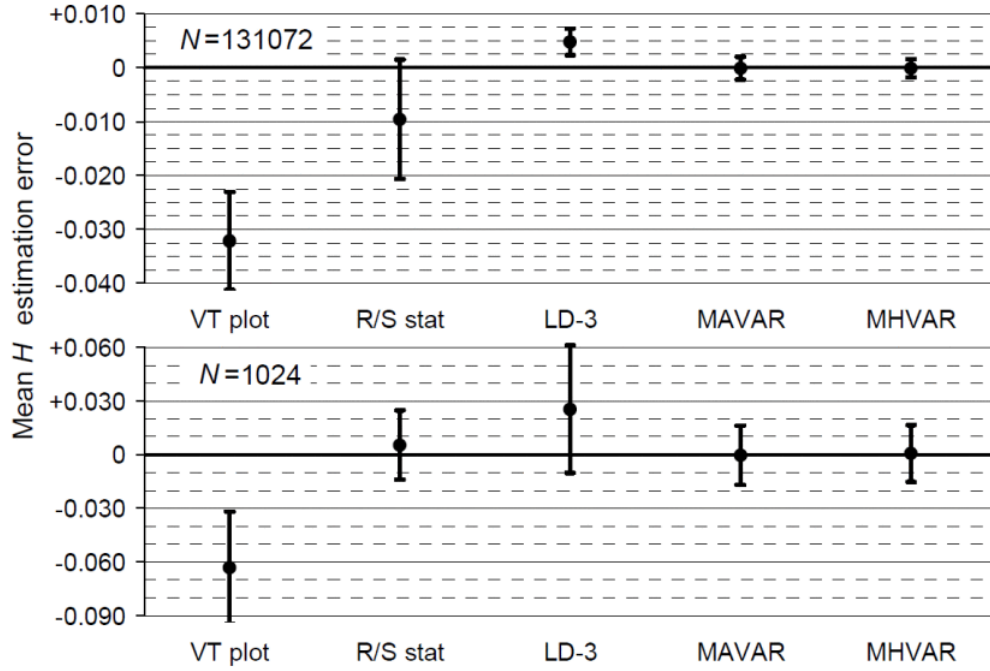 Mean H estimation error
+0.010
0
-0.010
-0.020
-0.030
-0.040
N=131072
VT plot R/S stat LD-3 MAVAR MHVAR
+0.060
+0.030
0
-0.030
-0.060
-0.090
N=1024
VT plot R/S stat LD-3 MAVAR MHVAR